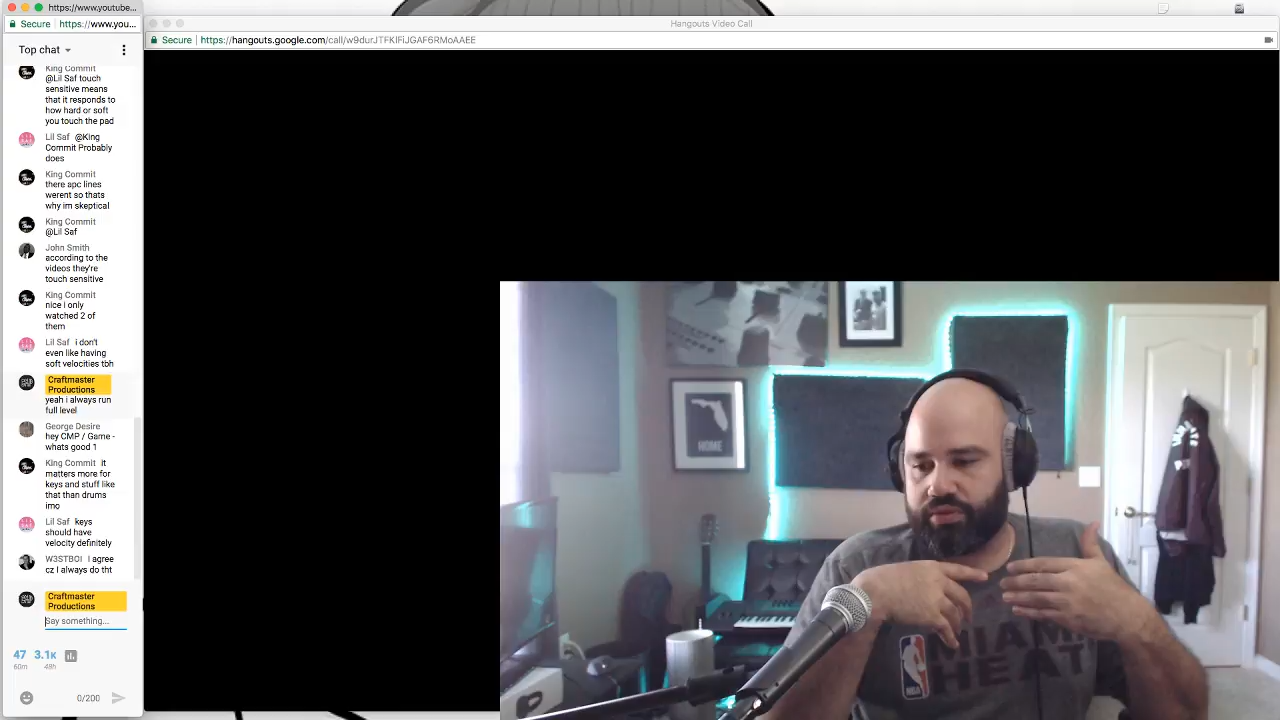 https://www.youtube...
Secure
https://www.you...
Hangouts Video Call
Secure
https://hangouts.google.com/call/w9durJTFKIFiJGAF6RMoAAEE
Top chat
King Commit
@Lil Saf touch
sensitive means
that it responds to
how hard or soft
you touch the pad
Lil Saf @King
Commit Probably
does
King Commit
there apc lines
werent so thats
why im skeptical
King Commit
@Lil Saf
John Smith
according to the
videos they're
touch sensitive
King Commit
nice i only
watched 2 of
them
Lil Saf i don't
even like having
soft velocities tbh
Craftmaster
Productions
yeah i always run
full level
George Desire
hey CMP / Game -
whats good 1
King Commit it
matters more for
keys and stuff like
that than drums
imo
Lil Saf keys
should have
velocity definitely
W3STBOI I agree
cz I always do tht
Craftmaster
Productions
Say something...
47 3.1K
60m 48h
0/200
HOME
NBA
MIAMI
HEAT